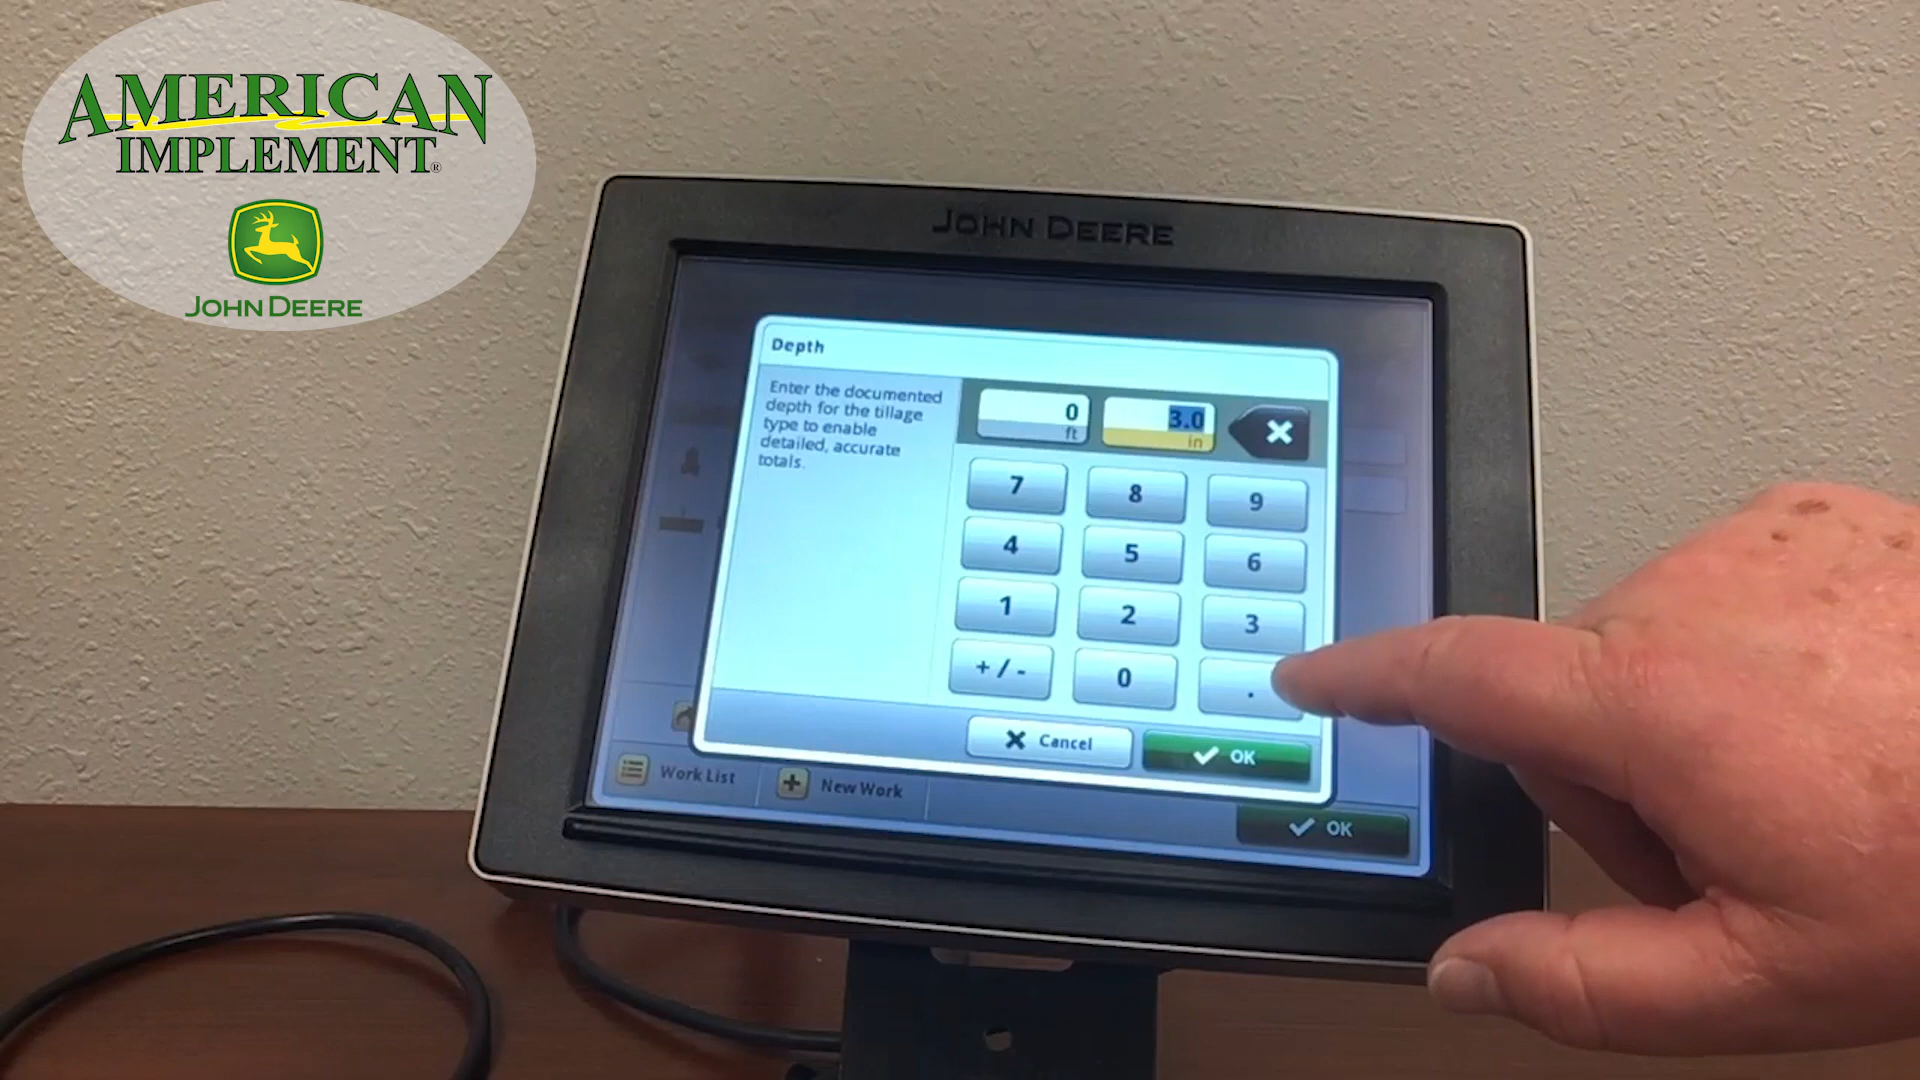 AMERICAN
IMPLEMENT®
JOHN DEERE
JOHN DEERE
Depth
Enter the documented
depth for the tillage
type to enable
detailed, accurate
totals.
0 ft
3.0 in
7 8 9
4 5 6
1 2 3
+ / - 0 .
Cancel
OK
Work List
New Work
OK